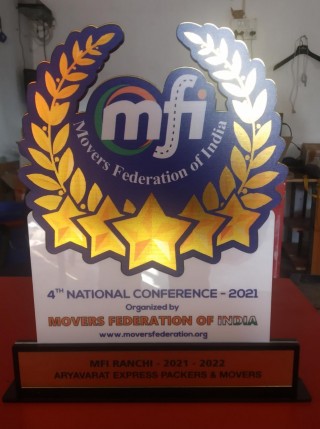 mfi
Movers Federation of India
4TH NATIONAL CONFERENCE - 2021
Organized by
MOVERS FEDERATION OF INDIA
www.moversfederation.org
MFI RANCHI - 2021 - 2022
ARYAVARAT EXPRESS PACKERS & MOVERS